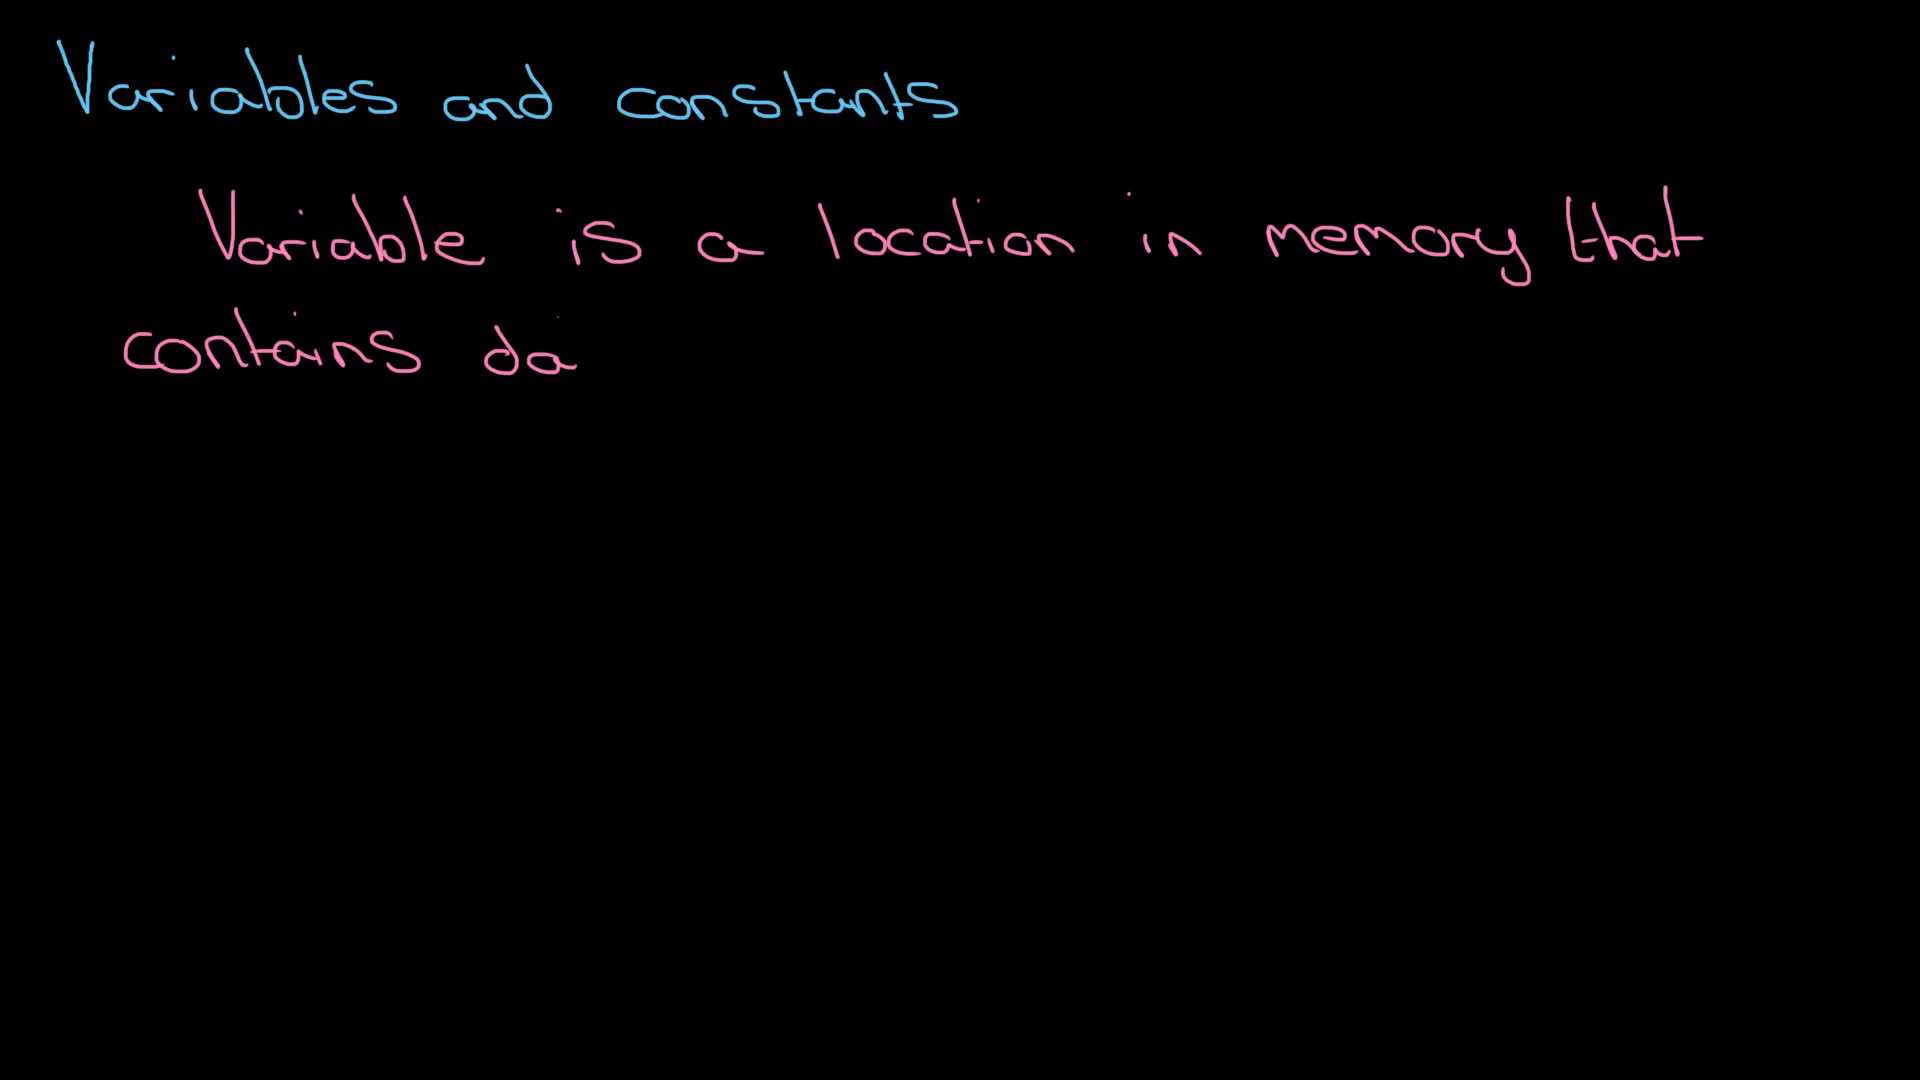 Variables and constants
Variable is a location in memory that
contains da